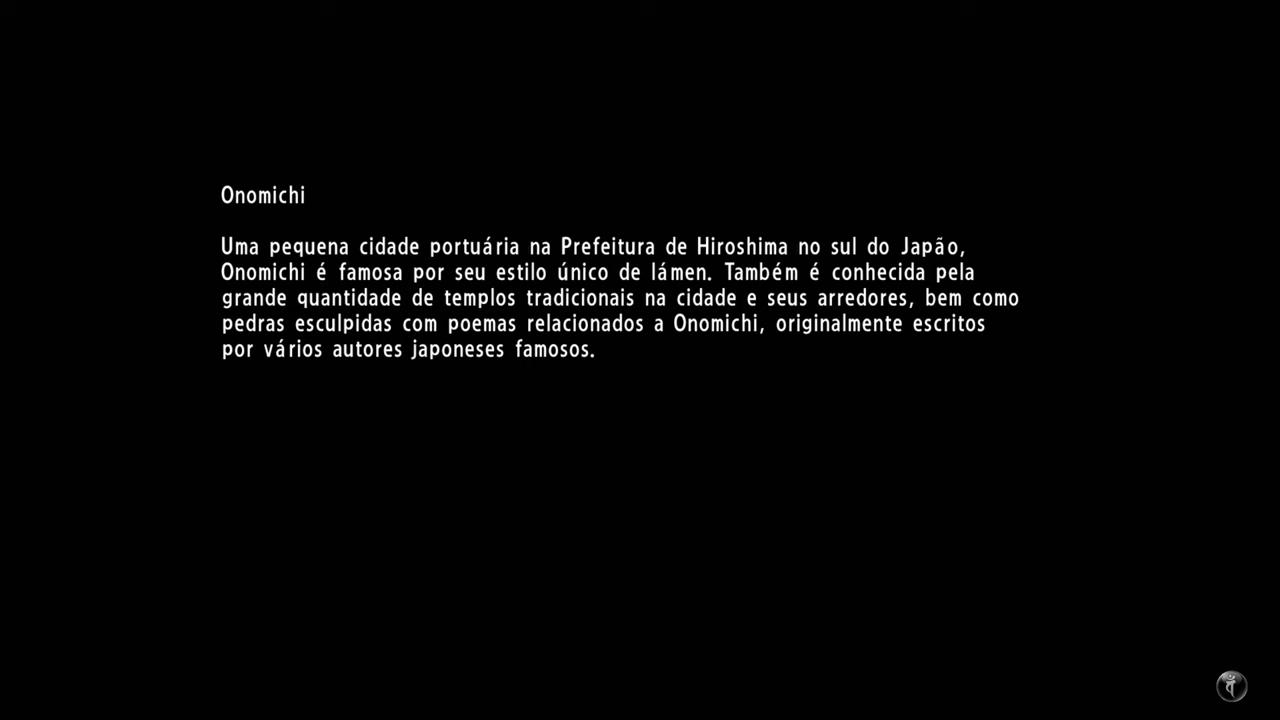 Onomichi
Uma pequena cidade portuária na Prefeitura de Hiroshima no sul do Japão,
Onomichi é famosa por seu estilo único de lámen. Também é conhecida pela
grande quantidade de templos tradicionais na cidade e seus arredores, bem como
pedras esculpidas com poemas relacionados a Onomichi, originalmente escritos
por vários autores japoneses famosos.